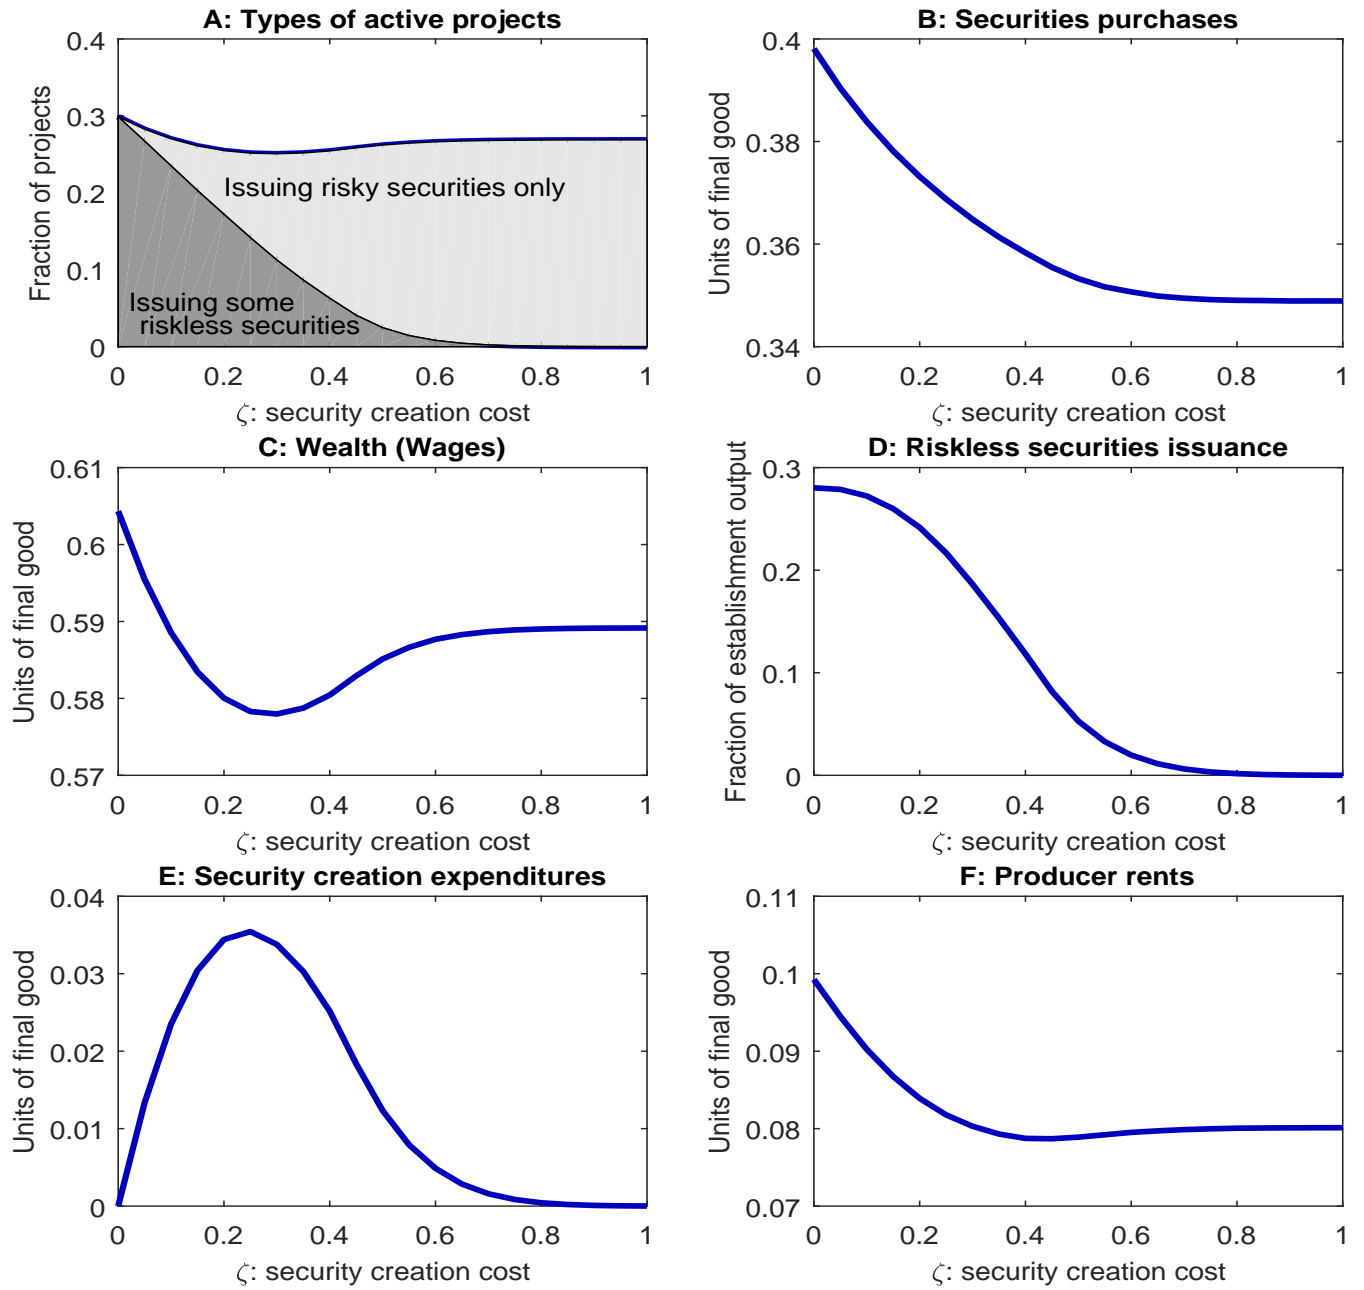 A: Types of active projects
Fraction of projects
0.4
0.3
0.2
0.1
0
Issuing risky securities only
Issuing some
riskless securities
0 0.2 0.4 0.6 0.8 1
ζ: security creation cost
B: Securities purchases
Units of final good
0.4
0.38
0.36
0.34
0 0.2 0.4 0.6 0.8 1
ζ: security creation cost
C: Wealth (Wages)
Units of final good
0.61
0.6
0.59
0.58
0.57
0 0.2 0.4 0.6 0.8 1
ζ: security creation cost
D: Riskless securities issuance
Fraction of establishment output
0.3
0.2
0.1
0
0 0.2 0.4 0.6 0.8 1
ζ: security creation cost
E: Security creation expenditures
Units of final good
0.04
0.03
0.02
0.01
0
0 0.2 0.4 0.6 0.8 1
ζ: security creation cost
F: Producer rents
Units of final good
0.11
0.1
0.09
0.08
0.07
0 0.2 0.4 0.6 0.8 1
ζ: security creation cost